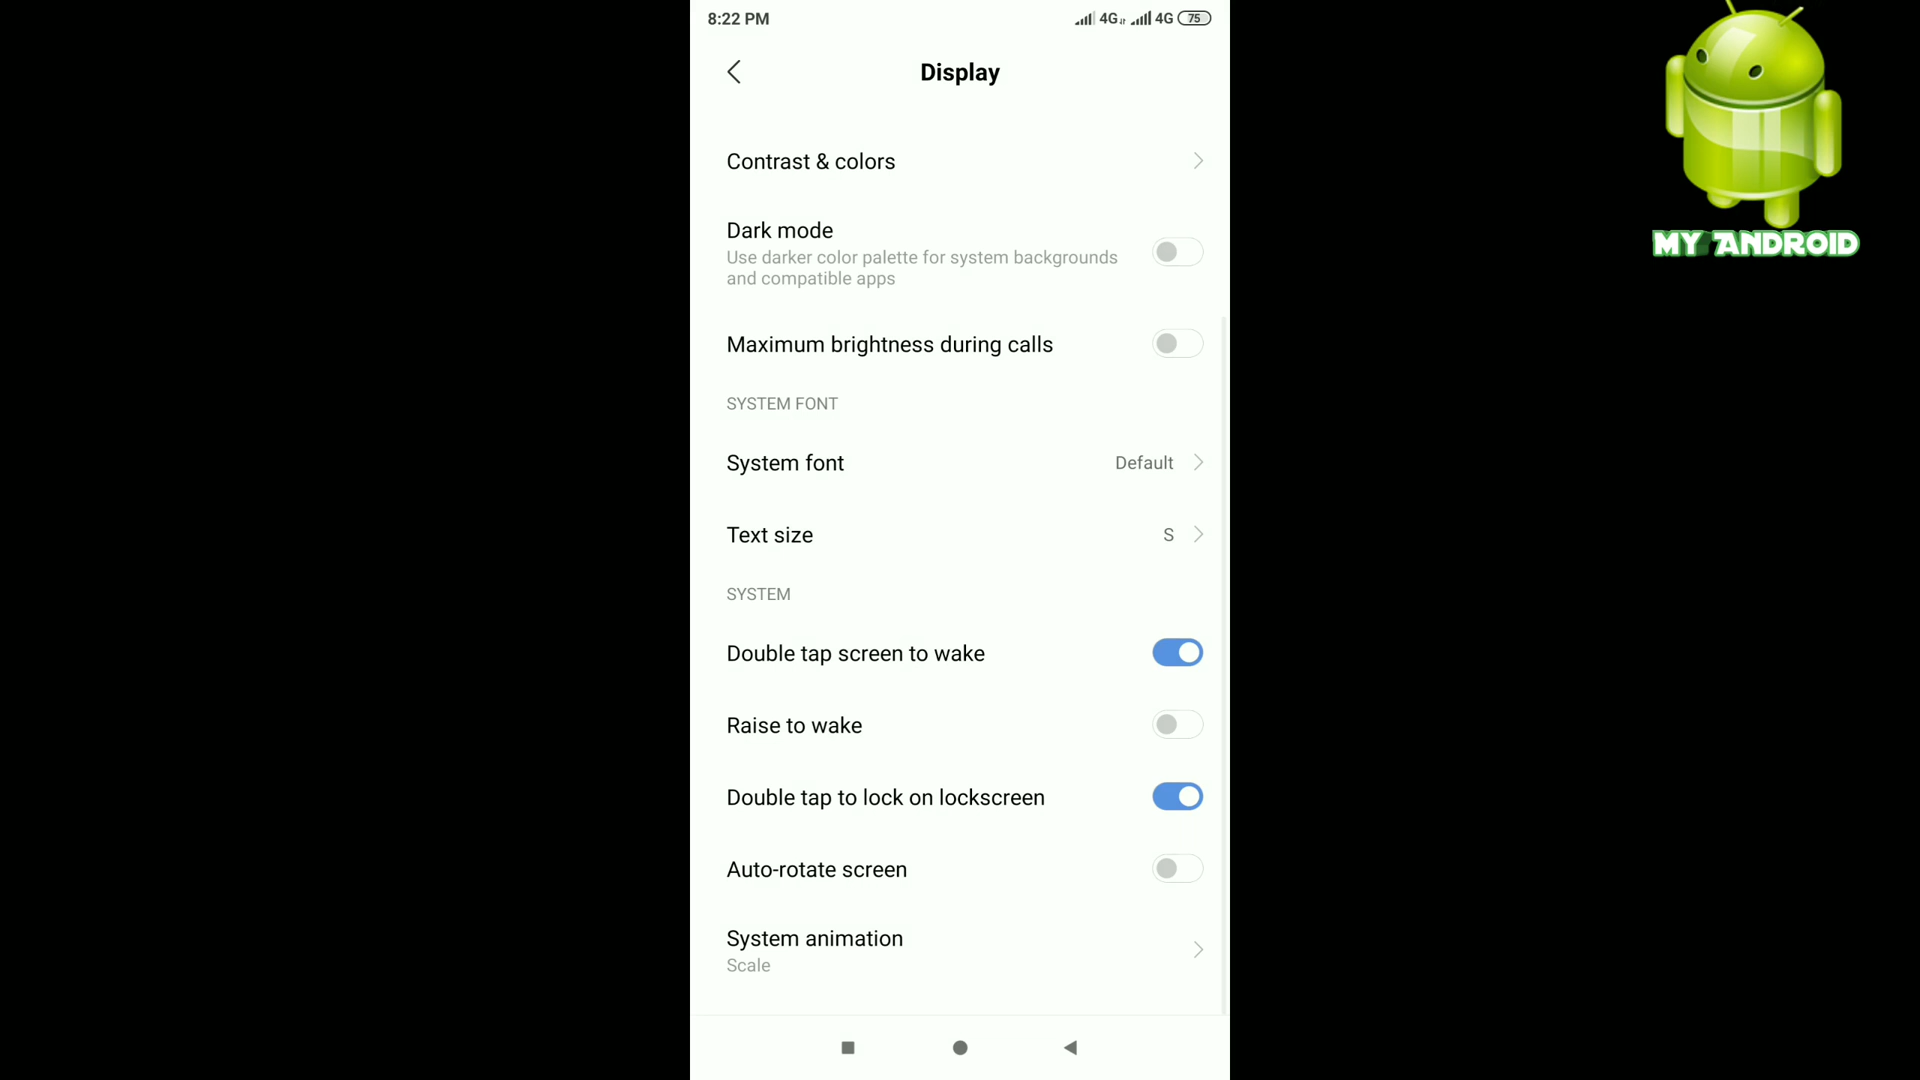 8:22 PM 4G 4G 75
Display
Contrast & colors
Dark mode
Use darker color palette for system backgrounds
and compatible apps
Maximum brightness during calls
SYSTEM FONT
System font Default
Text size S
SYSTEM
Double tap screen to wake
Raise to wake
Double tap to lock on lockscreen
Auto-rotate screen
System animation
Scale
MY ANDROID